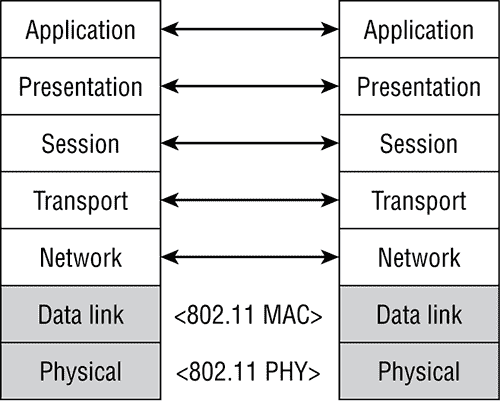 Application Application
Presentation Presentation
Session Session
Transport Transport
Network Network
Data link <802.11 MAC> Data link
Physical <802.11 PHY> Physical